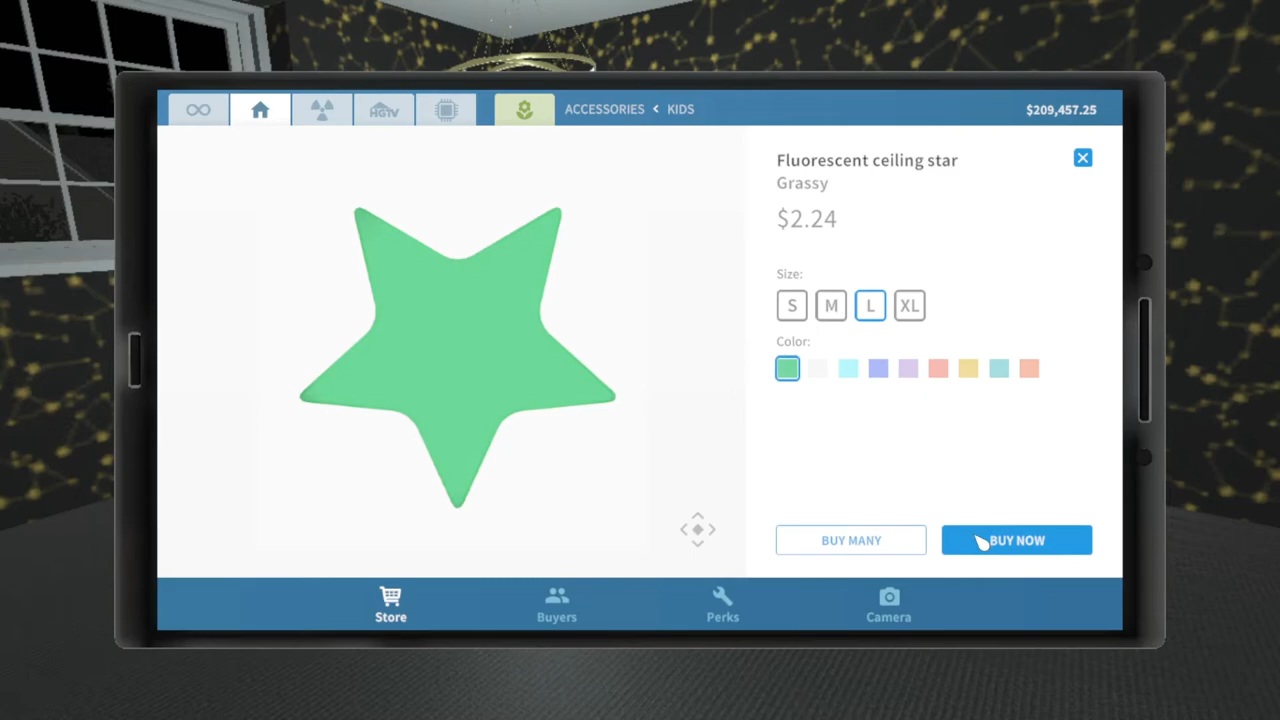 HGTV
ACCESSORIES < KIDS
$209,457.25
Fluorescent ceiling star
Grassy
$2.24
Size:
S M L XL
Color:
BUY MANY
BUY NOW
Store
Buyers
Perks
Camera